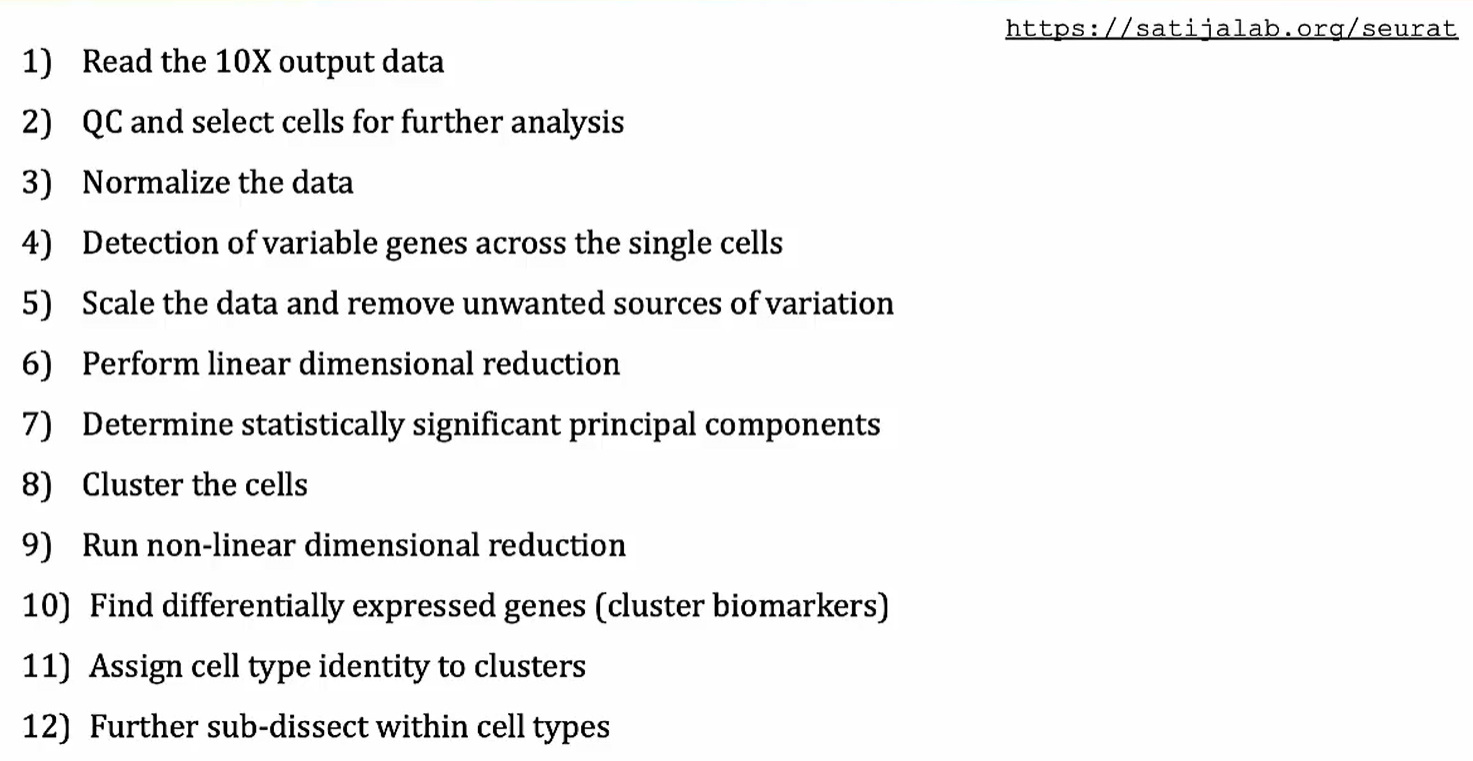 https://satijalab.org/seurat
1) Read the 10X output data
2) QC and select cells for further analysis
3) Normalize the data
4) Detection of variable genes across the single cells
5) Scale the data and remove unwanted sources of variation
6) Perform linear dimensional reduction
7) Determine statistically significant principal components
8) Cluster the cells
9) Run non-linear dimensional reduction
10) Find differentially expressed genes (cluster biomarkers)
11) Assign cell type identity to clusters
12) Further sub-dissect within cell types